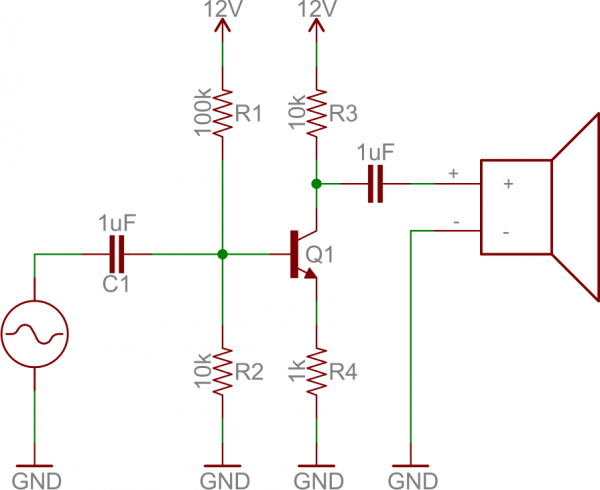 12V 12V
100k R1 10k R3
1uF
+ +
1uF - -
Q1
C1
10k R2 1k R4
GND GND GND GND